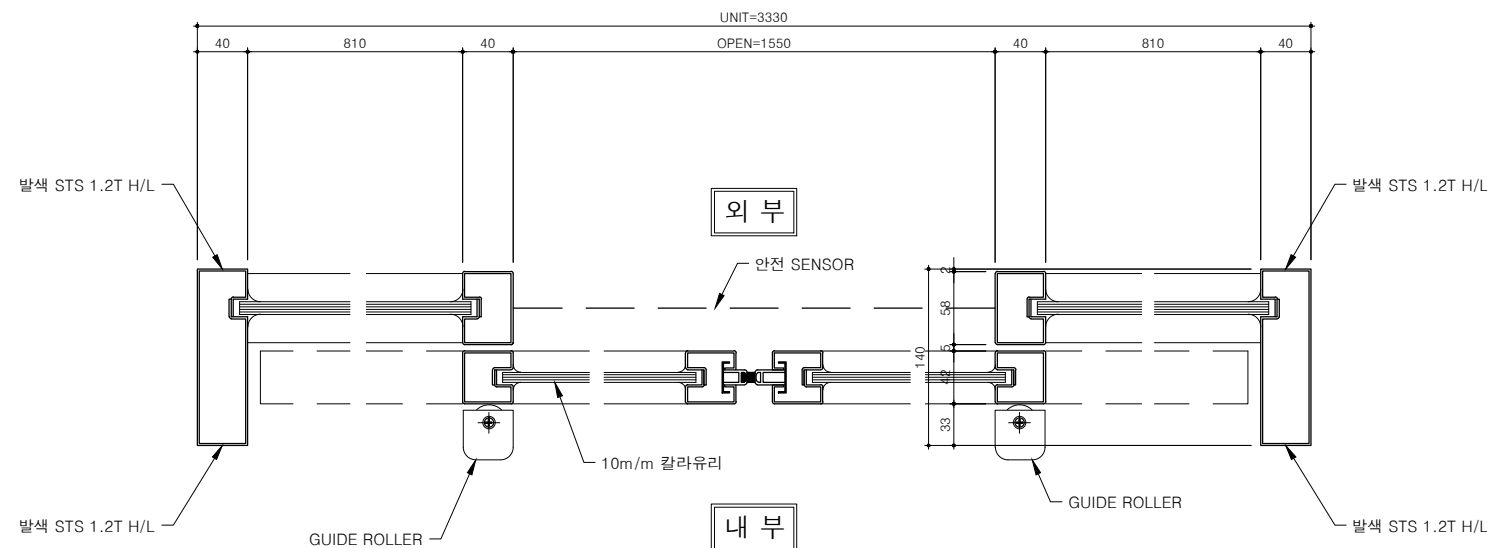 UNIT=3330
40
810
40
OPEN=1550
40
810
40
발색 STS 1.2T H/L
발색 STS 1.2T H/L
외 부
안전 SENSOR
2
58
5
140
42
33
10m/m 칼라유리
GUIDE ROLLER
발색 STS 1.2T H/L
GUIDE ROLLER
내 부
발색 STS 1.2T H/L